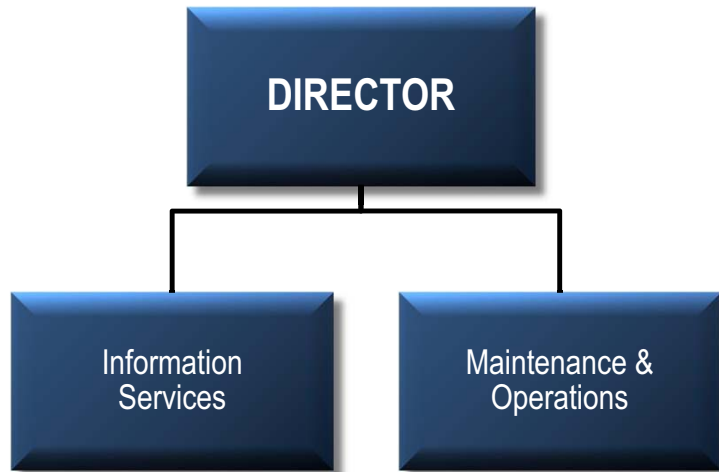 DIRECTOR
Information
Services
Maintenance &
Operations